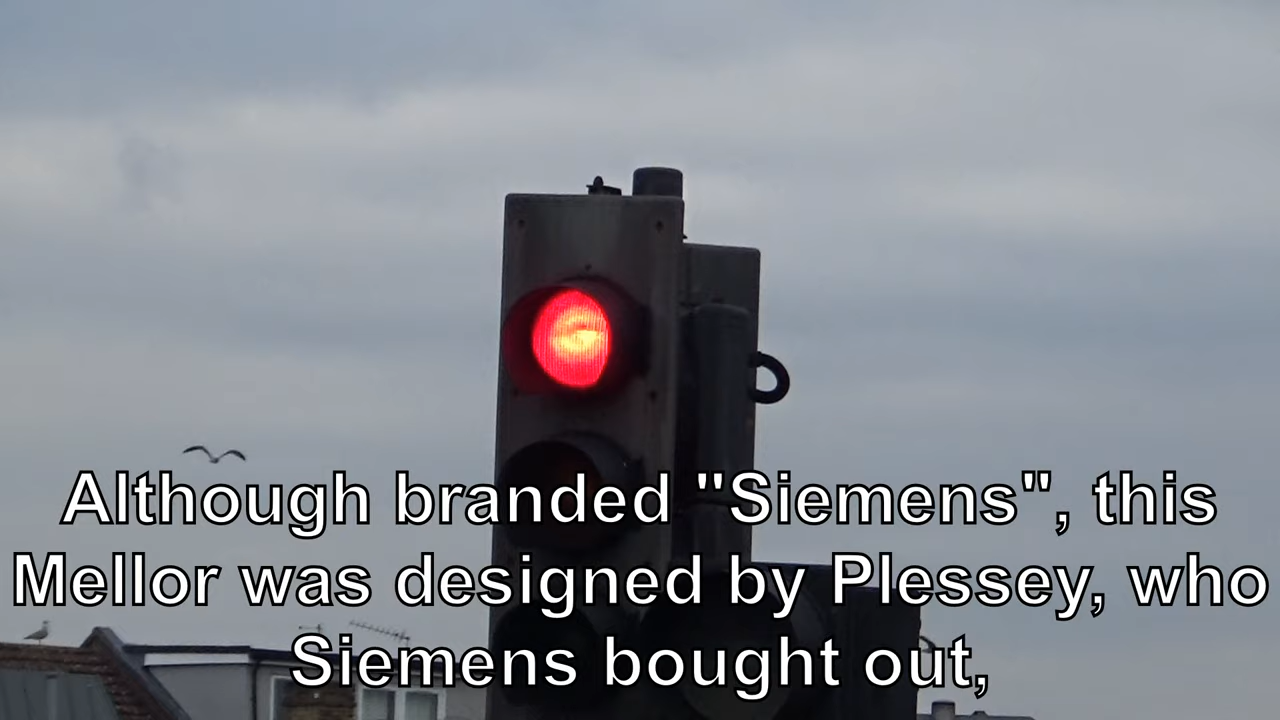 Although branded "Siemens", this
Mellor was designed by Plessey, who
Siemens bought out,